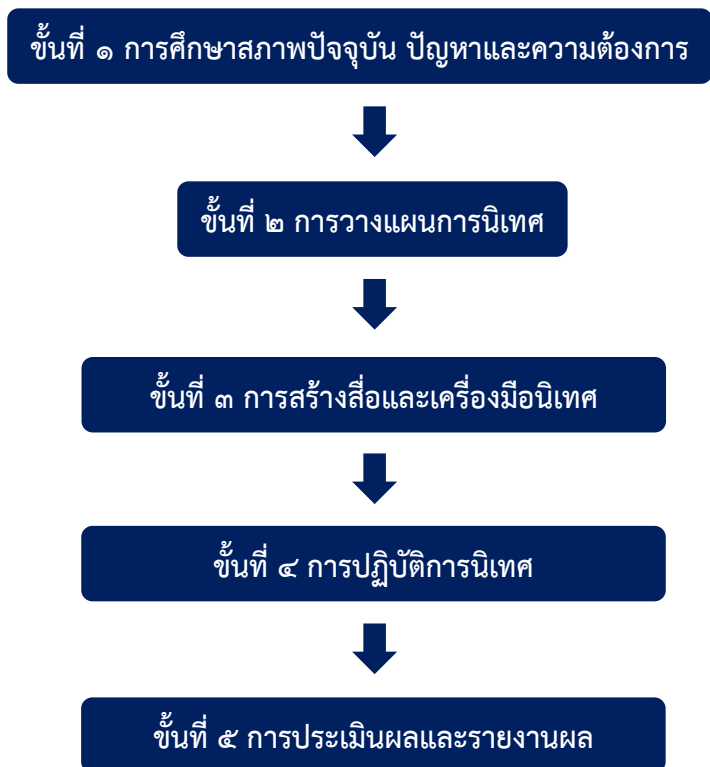 ขั้นที่ ๑ การศึกษาสภาพปัจจุบัน ปัญหาและความต้องการ
ขั้นที่ ๒ การวางแผนการนิเทศ
ขั้นที่ ๓ การสร้างสื่อและเครื่องมือนิเทศ
ขั้นที่ ๔ การปฏิบัติการนิเทศ
ขั้นที่ ๕ การประเมินผลและรายงานผล